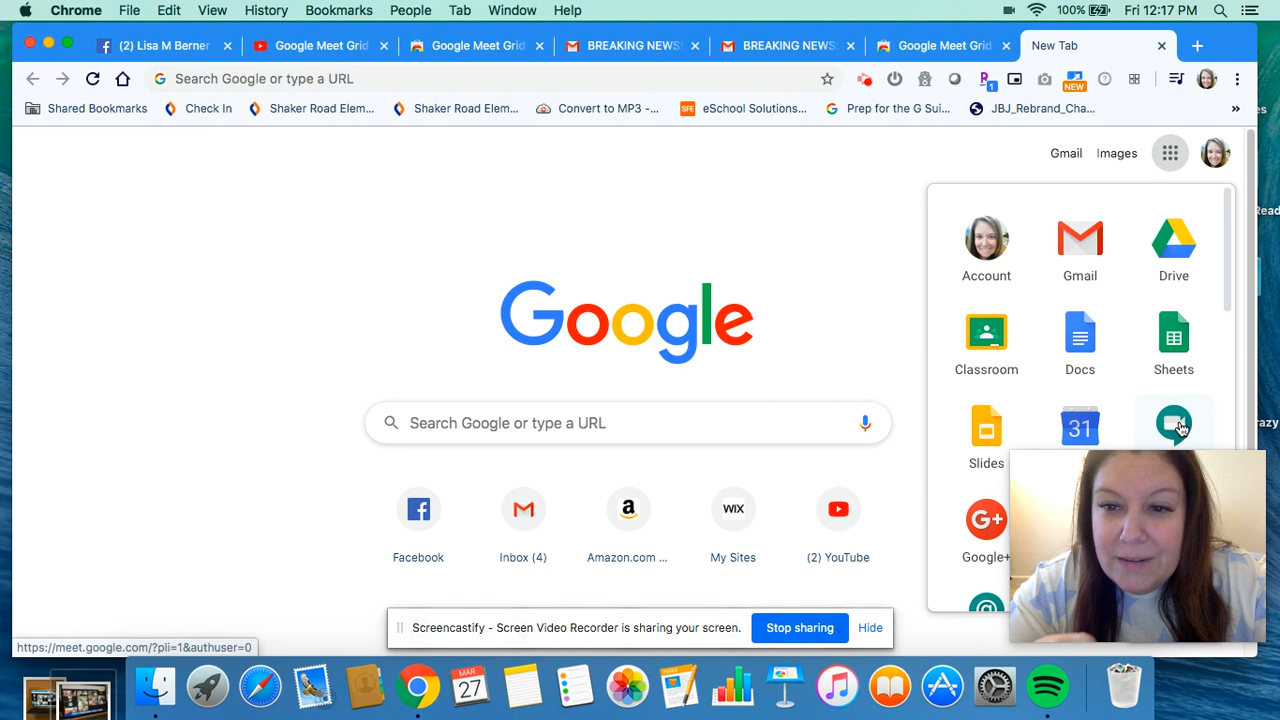 Chrome File Edit View History Bookmarks People Tab Window Help 100% Fri 12:17 PM
(2) Lisa M Berner Google Meet Grid Google Meet Grid BREAKING NEWS: BREAKING NEWS: Google Meet Grid New Tab
Search Google or type a URL NEW
Shared Bookmarks Check In Shaker Road Elem... Shaker Road Elem... Convert to MP3 -... eSchool Solutions... Prep for the G Sui... JBJ_Rebrand_Cha...
Gmail Images
Account Gmail Drive
Google
Classroom Docs Sheets
Search Google or type a URL
31
Slides
WIX
G+
Google+
Facebook Inbox (4) Amazon.com ... My Sites (2) YouTube
Screencastify - Screen Video Recorder is sharing your screen. Stop sharing Hide
https://meet.google.com/?pli=1&authuser=0
MAR
27